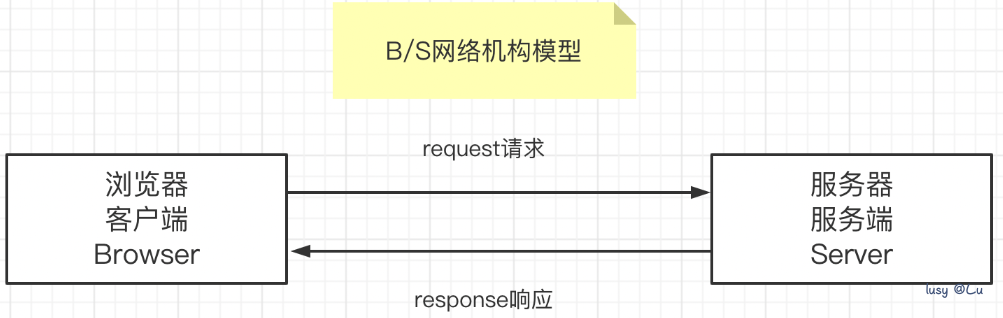 B/S网络机构模型
request请求
浏览器
客户端
Browser
服务器
服务端
Server
lusy @Lu
response响应